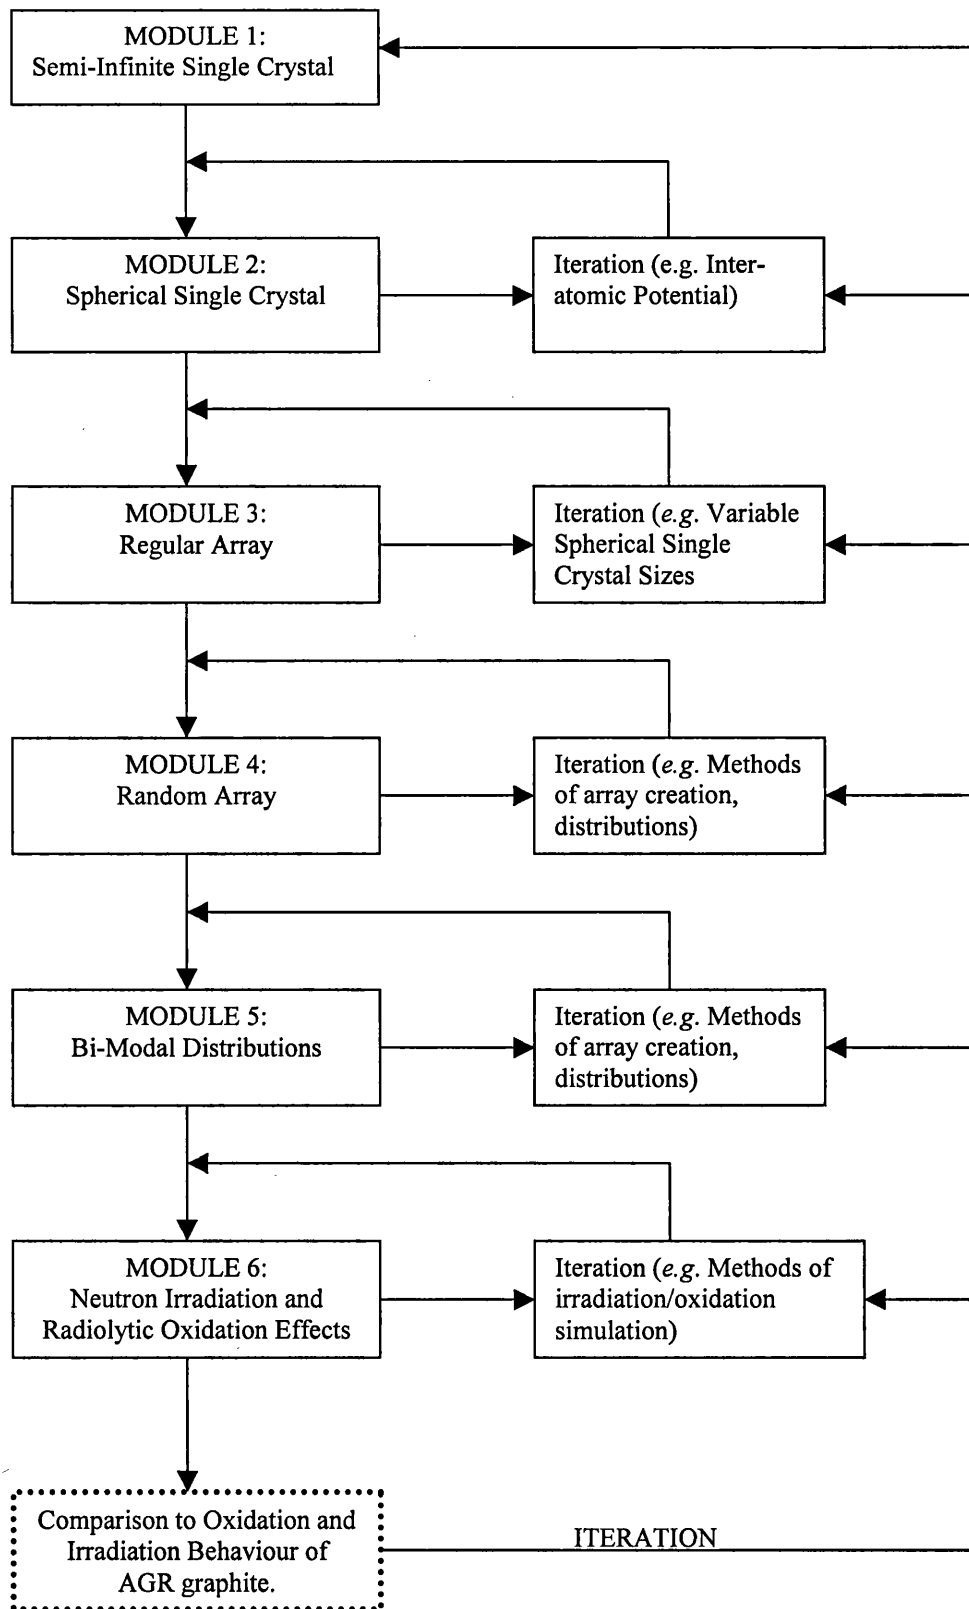 MODULE 1:
Semi-Infinite Single Crystal
MODULE 2:
Spherical Single Crystal
Iteration (e.g. Inter-
atomic Potential)
MODULE 3:
Regular Array
Iteration (e.g. Variable
Spherical Single
Crystal Sizes
MODULE 4:
Random Array
Iteration (e.g. Methods
of array creation,
distributions)
MODULE 5:
Bi-Modal Distributions
Iteration (e.g. Methods
of array creation,
distributions)
MODULE 6:
Neutron Irradiation and
Radiolytic Oxidation Effects
Iteration (e.g. Methods of
irradiation/oxidation
simulation)
Comparison to Oxidation and
Irradiation Behaviour of
AGR graphite.
ITERATION